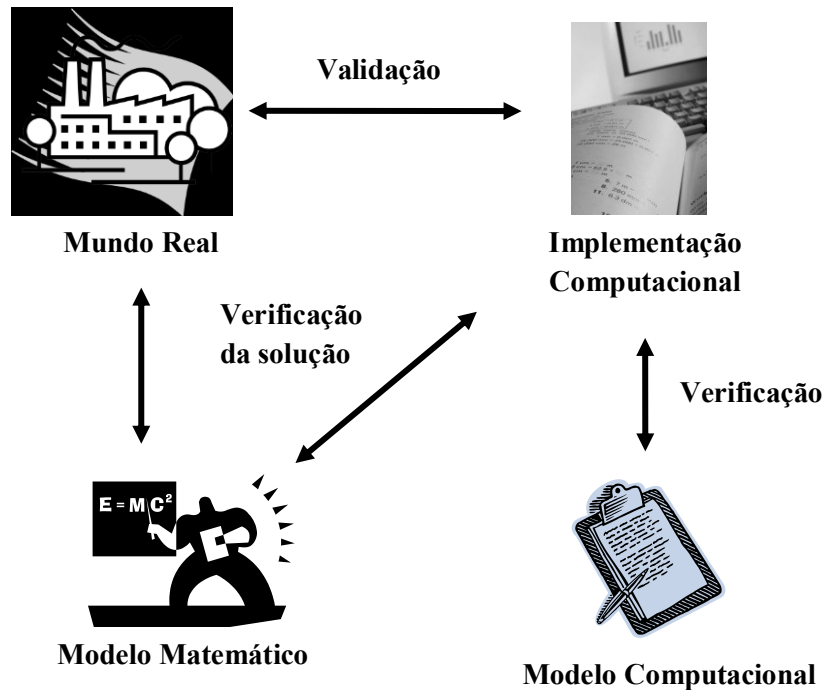 Validação
Mundo Real
Implementação
Computacional
Verificação
da solução
Verificação
E = MC²
Modelo Matemático
Modelo Computacional